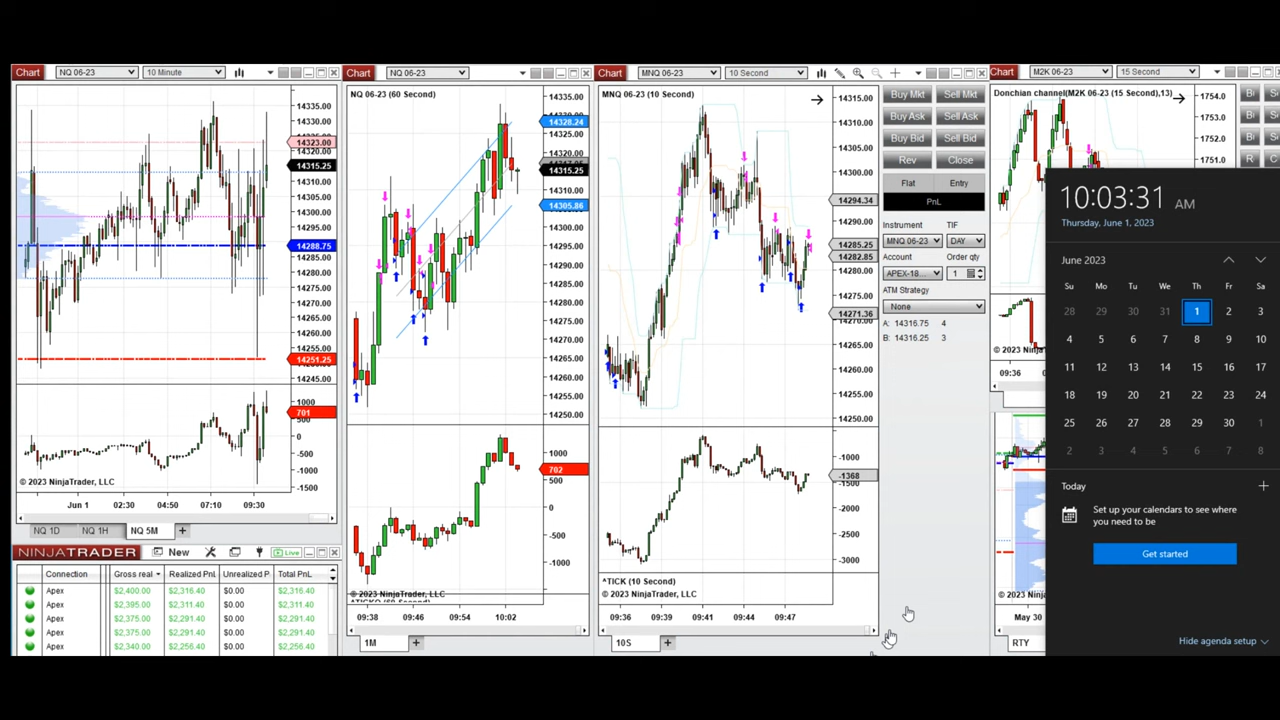 Chart
NQ 06-23
10 Minute
14335.00
14330.00
14323.00
14320.00
14315.25
14310.00
14300.00
14295.00
14288.75
14280.00
14275.00
14270.00
14265.00
14260.00
14251.25
14245.00
1000
701
500
0
-500
-1000
-1500
© 2023 NinjaTrader, LLC
Jun 1 02:30 04:50 07:10 09:30
NQ 1D NQ 1H NQ 5M +
NINJATRADER New Live
Connection Gross real Realized PnL Unrealized P Total PnL
Apex $2,400.00 $2,316.40 $0.00 $2,316.40
Apex $2,395.00 $2,311.40 $0.00 $2,311.40
Apex $2,375.00 $2,291.40 $0.00 $2,291.40
Apex $2,375.00 $2,291.40 $0.00 $2,291.40
Apex $2,340.00 $2,256.40 $0.00 $2,256.40
Chart
NQ 06-23
NQ 06-23 (60 Second)
14335.00
14328.24
14325.00
14320.00
14315.25
14310.00
14305.86
14300.00
14295.00
14290.00
14285.00
14280.00
14275.00
14270.00
14265.00
14260.00
14255.00
14250.00
1000
702
500
0
-500
-1000
© 2023 NinjaTrader, LLC
09:38 09:46 09:54 10:02
1M +
Chart
MNQ 06-23
10 Second
MNQ 06-23 (10 Second)
14315.00
14310.00
14305.00
14300.00
14294.34
14290.00
14285.25
14282.85
14280.00
14275.00
14271.36
14265.00
14260.00
14255.00
14250.00
-1000
-1368
-1500
-2000
-2500
-3000
^TICK (10 Second)
© 2023 NinjaTrader, LLC
09:36 09:39 09:41 09:44 09:47
10S +
Buy Mkt Sell Mkt
Buy Ask Sell Ask
Buy Bid Sell Bid
Rev Close
Flat Entry
PnL
Instrument TIF
MNQ 06-23 DAY
Account Order qty
APEX-18... 1
ATM Strategy
None
A: 14316.75 4
B: 14316.25 3
Chart
M2K 06-23
15 Second
Donchian channel(M2K 06-23 (15 Second),13)
1754.0
1753.0
1752.0
1751.0
© 2023
09:36
© 2023
May 30
RTY
10:03:31 AM
Thursday, June 1, 2023
June 2023
Su Mo Tu We Th Fr Sa
28 29 30 31 1 2 3
4 5 6 7 8 9 10
11 12 13 14 15 16 17
18 19 20 21 22 23 24
25 26 27 28 29 30 1
2 3 4 5 6 7 8
Today +
Set up your calendars to see where
you need to be
Get started
Hide agenda setup